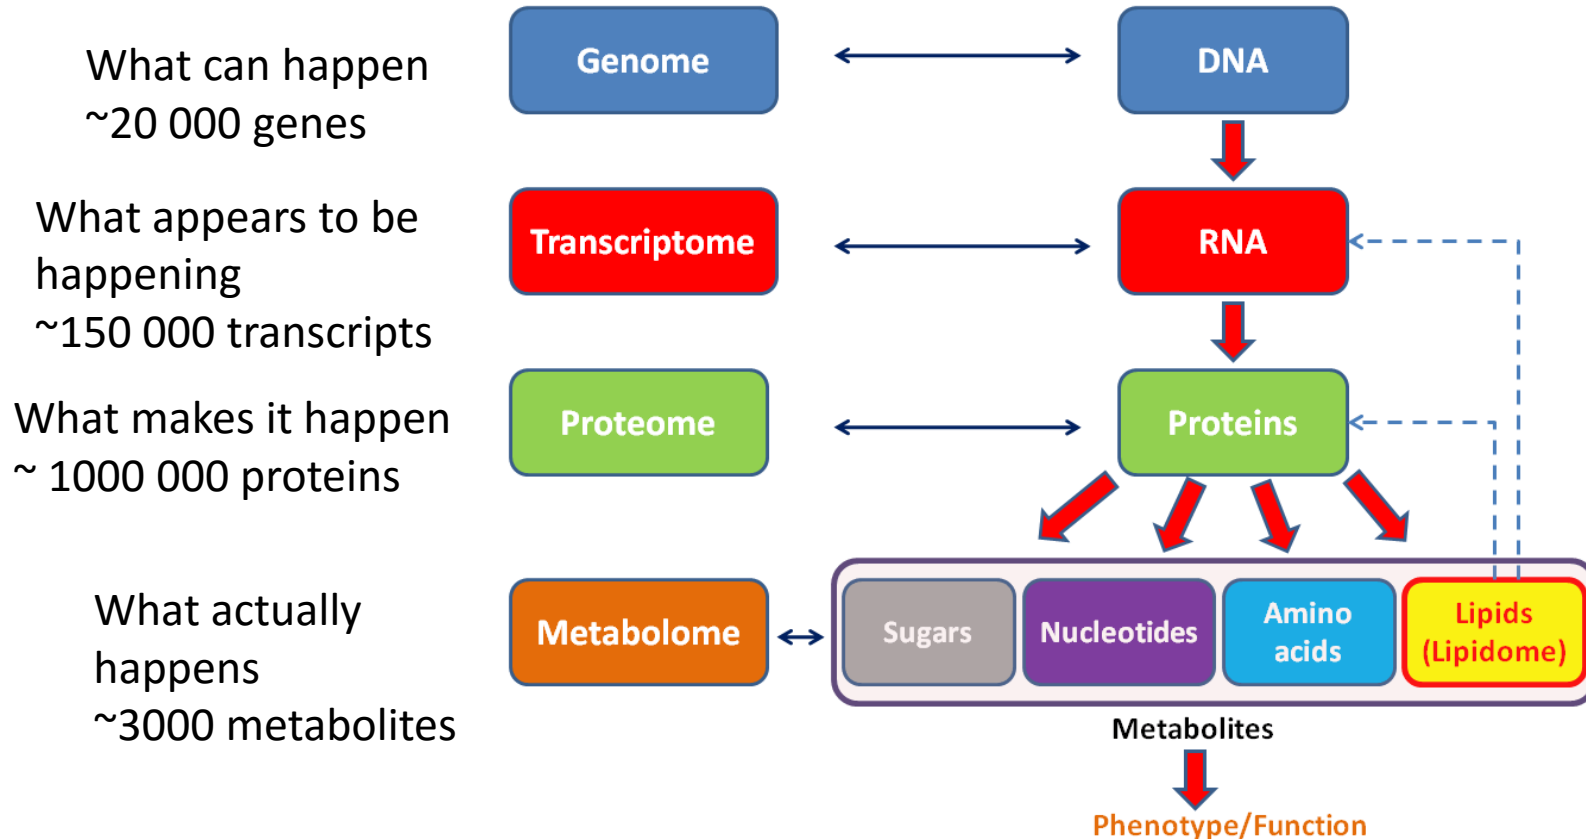 What can happen
~20 000 genes
Genome
DNA
What appears to be
happening
~150 000 transcripts
Transcriptome
RNA
What makes it happen
~ 1000 000 proteins
Proteome
Proteins
What actually
happens
~3000 metabolites
Metabolome
Sugars
Nucleotides
Amino
acids
Lipids
(Lipidome)
Metabolites
Phenotype/Function